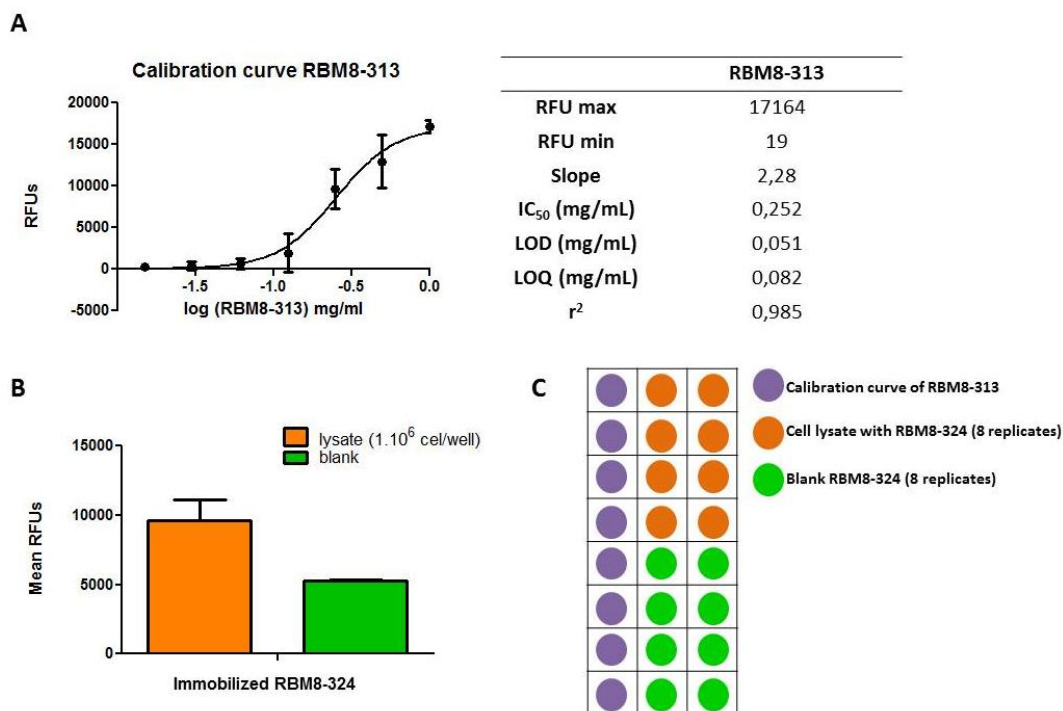 A
Calibration curve RBM8-313
20000
15000
10000
5000
0
-5000
RFUs
-1.5
-1.0
-0.5
0.0
log (RBM8-313) mg/ml
RBM8-313
RFU max 17164
RFU min 19
Slope 2,28
IC50 (mg/mL) 0,252
LOD (mg/mL) 0,051
LOQ (mg/mL) 0,082
r2 0,985
B
15000
10000
5000
0
Mean RFUs
lysate (1.10⁶ cel/well)
blank
Immobilized RBM8-324
C
Calibration curve of RBM8-313
Cell lysate with RBM8-324 (8 replicates)
Blank RBM8-324 (8 replicates)